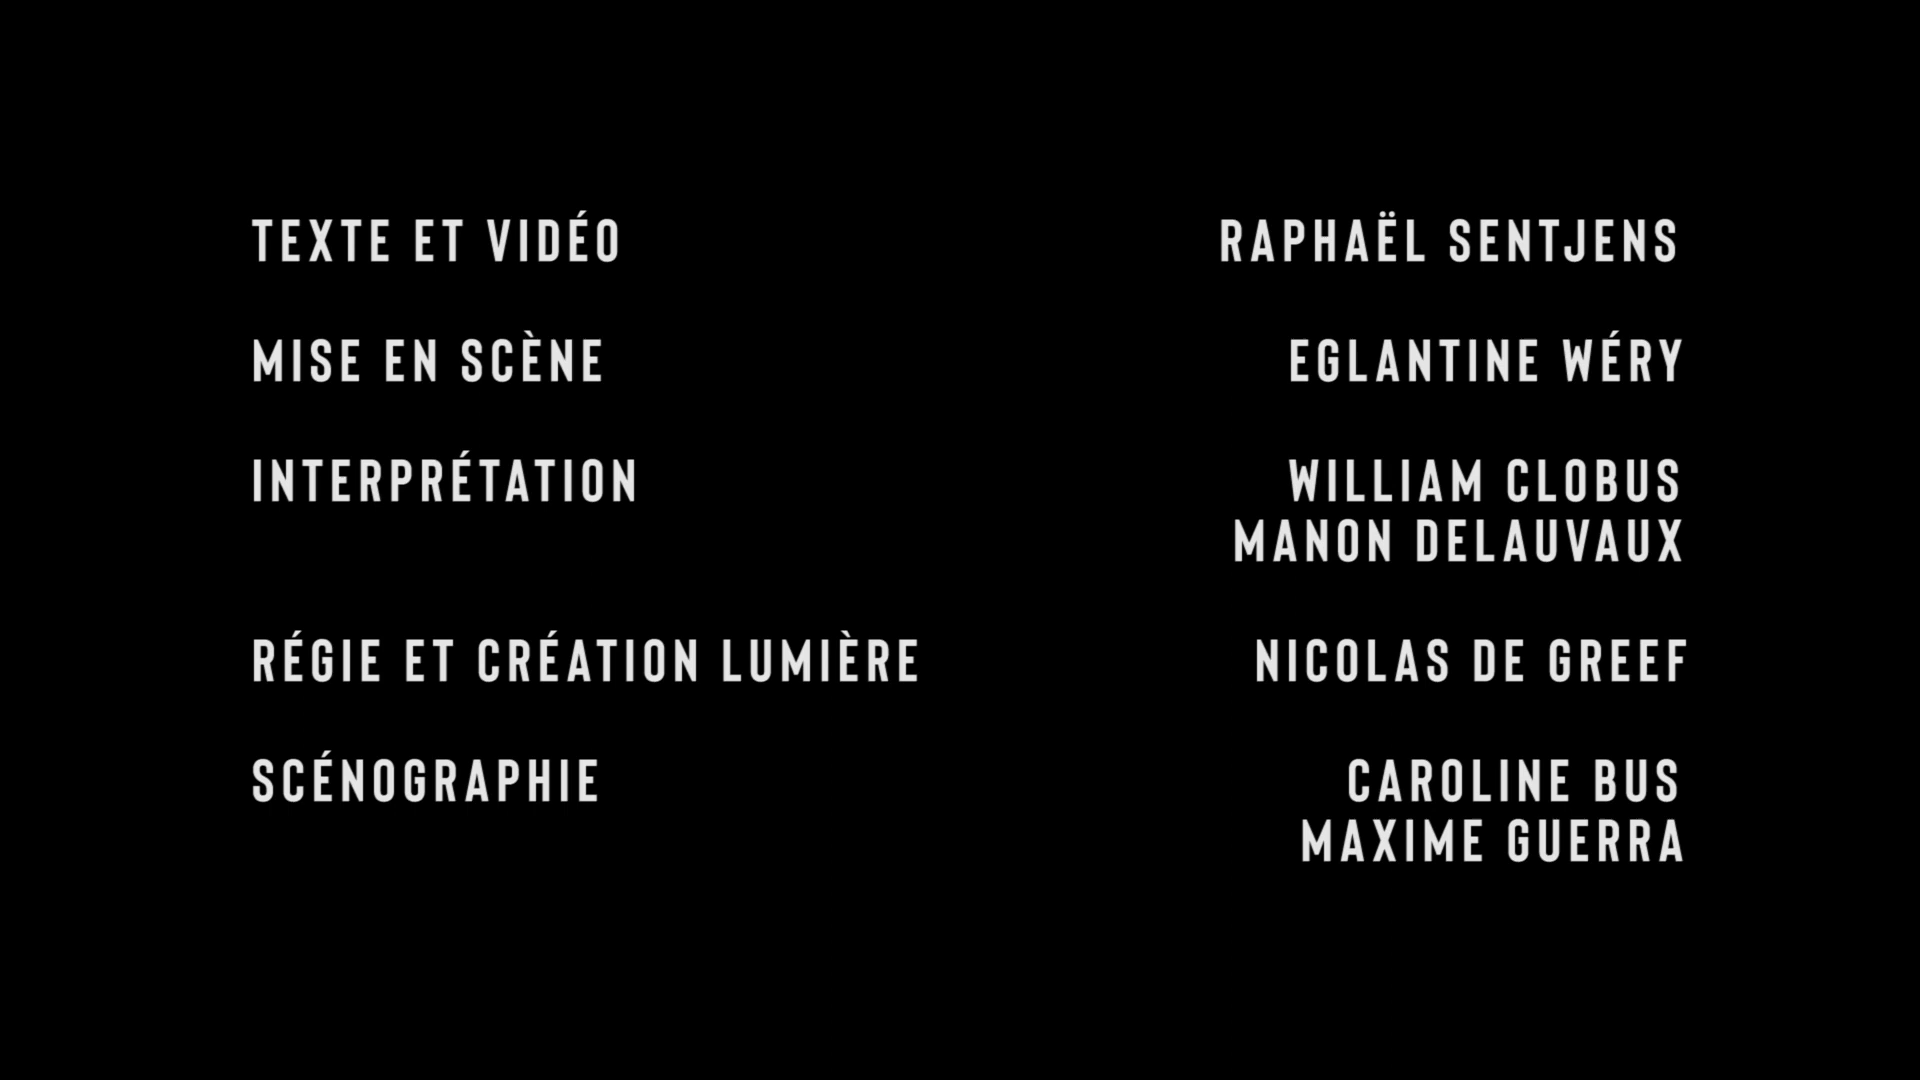 TEXTE ET VIDÉO RAPHAËL SENTJENS
MISE EN SCÈNE EGLANTINE WÉRY
INTERPRÉTATION WILLIAM CLOBUS
MANON DELAUVAUX
RÉGIE ET CRÉATION LUMIÈRE NICOLAS DE GREEF
SCÉNOGRAPHIE CAROLINE BUS
MAXIME GUERRA